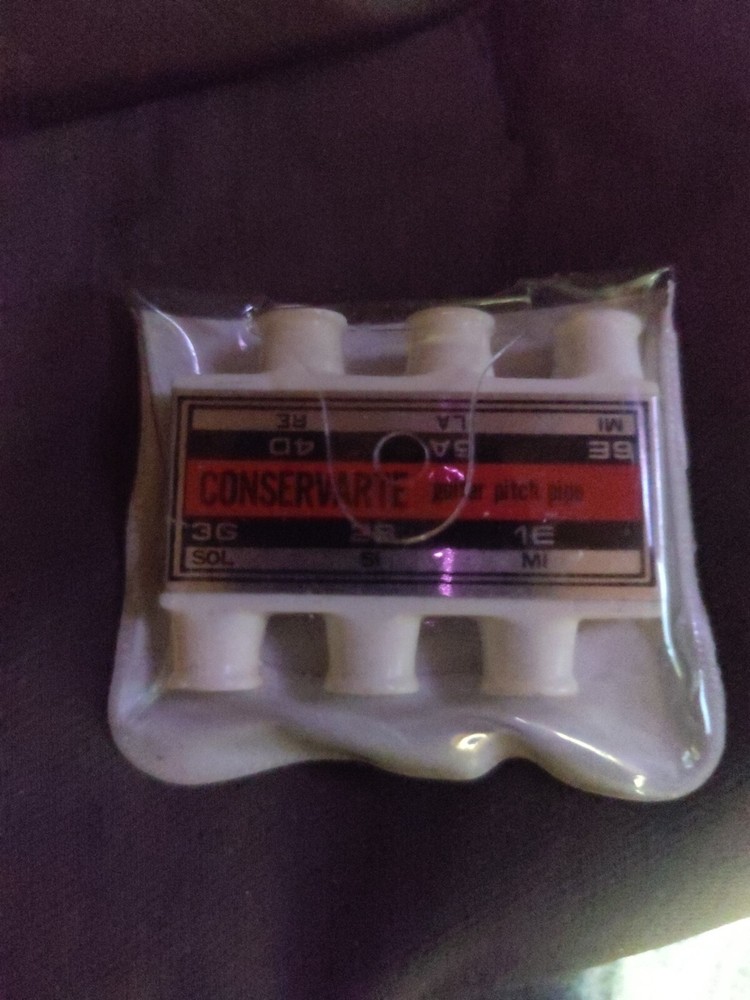 RE LA MI
4D 5A 6E
CONSERVARTE guitar pitch pipe
3G 2B 1E
SOL SI MI